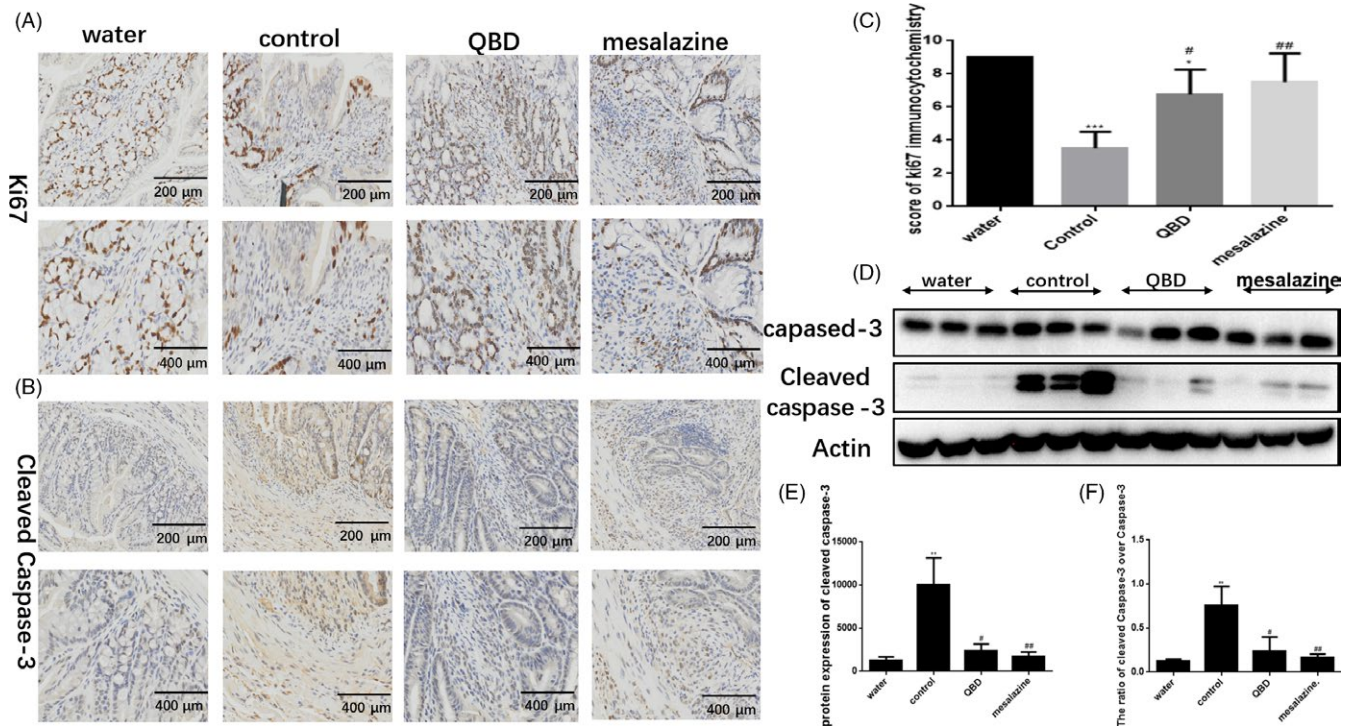 (A)
water control QBD mesalazine
Ki67
200 μm 200 μm 200 μm 200 μm
400 μm 400 μm 400 μm 400 μm
(B)
Cleaved Caspase-3
200 μm 200 μm 200 μm 200 μm
400 μm 400 μm 400 μm 400 μm
(C)
score of ki67 immunocytochemistry
10
8
6
4
2
0
***
# 
*
##
water Control QBD mesalazine
(D)
water control QBD mesalazine
capased-3
Cleaved
caspase-3
Actin
(E)
protein expression of cleaved caspase-3
15000
10000
5000
0
**
#
##
water control QBD mesalazine
(F)
The ratio of cleaved Caspase-3 over Caspase-3
1.5
1.0
0.5
0.0
**
#
##
water control QBD mesalazine.